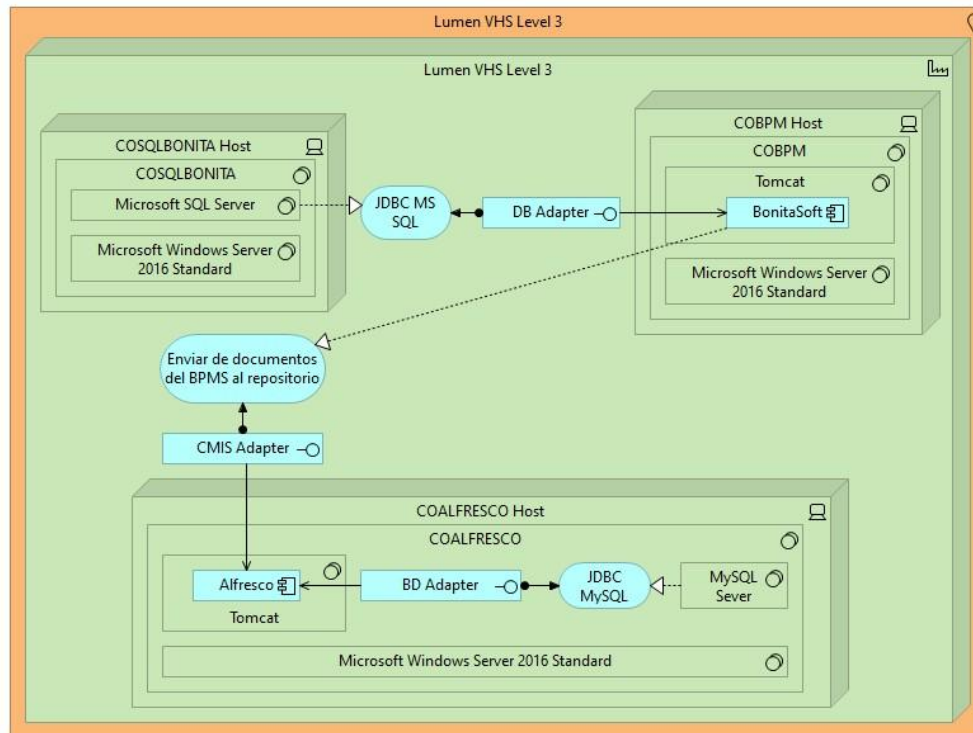 Lumen VHS Level 3
Lumen VHS Level 3
COSQLBONITA Host
COSQLBONITA
Microsoft SQL Server
Microsoft Windows Server
2016 Standard
JDBC MS
SQL
DB Adapter
COBPM Host
COBPM
Tomcat
BonitaSoft
Microsoft Windows Server
2016 Standard
Enviar de documentos
del BPMS al repositorio
CMIS Adapter
COALFRESCO Host
COALFRESCO
Alfresco
Tomcat
BD Adapter
JDBC
MySQL
MySQL
Sever
Microsoft Windows Server 2016 Standard